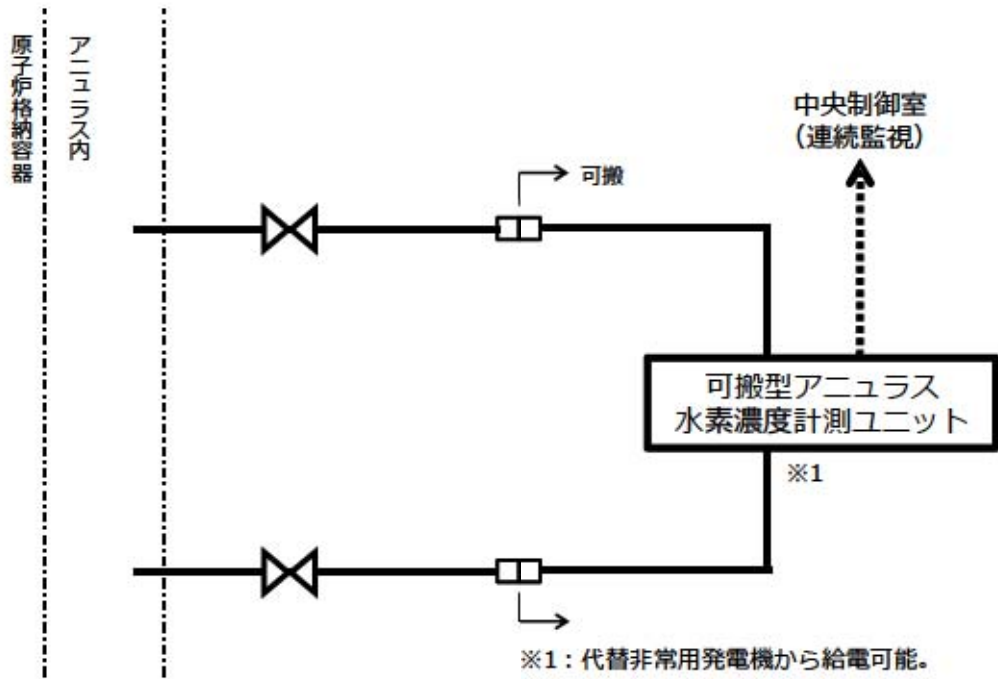 原子炉格納容器
アニュラス内
中央制御室
（連続監視）
可搬
可搬型アニュラス
水素濃度計測ユニット
※1
※1：代替非常用発電機から給電可能。